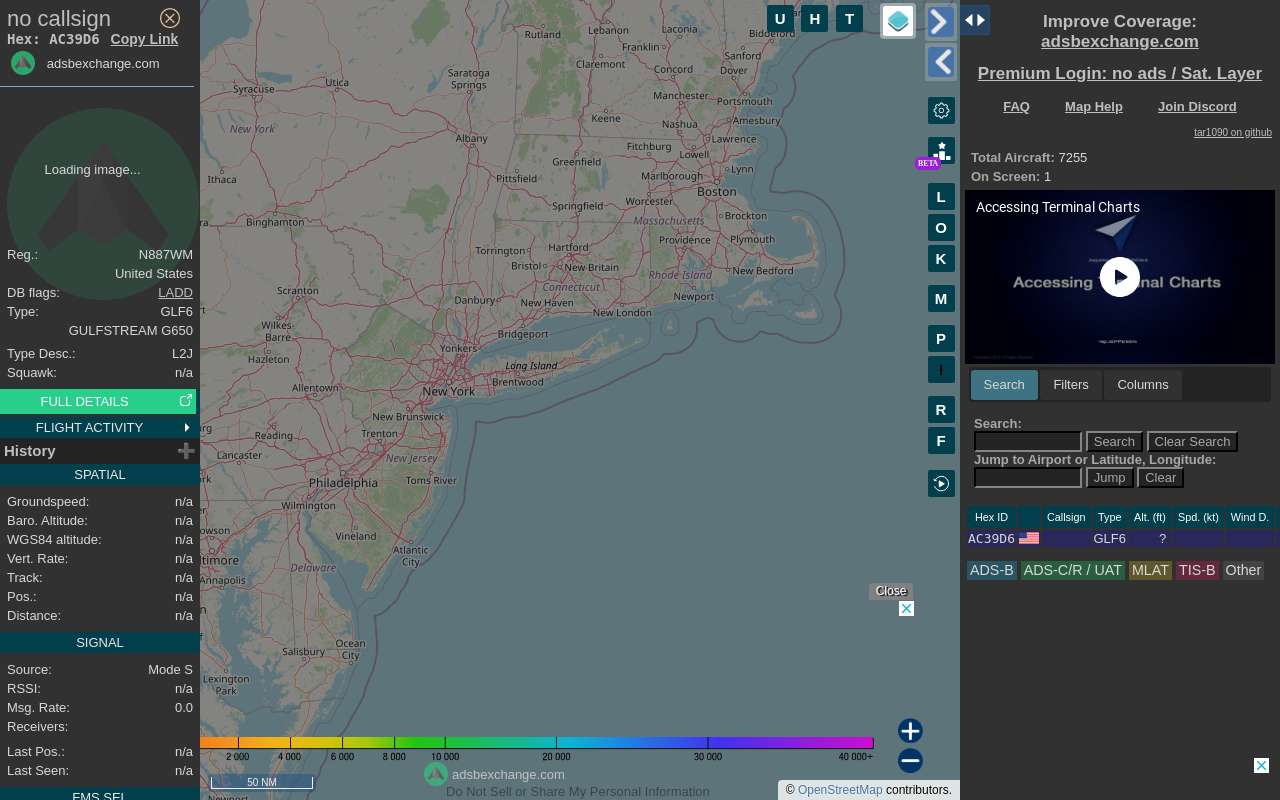 no callsign
Hex: AC39D6 Copy Link
adsbexchange.com
Loading image...
Reg.: N887WM
United States
DB flags: LADD
Type: GLF6
GULFSTREAM G650
Type Desc.: L2J
Squawk: n/a
FULL DETAILS
FLIGHT ACTIVITY
History
SPATIAL
Groundspeed: n/a
Baro. Altitude: n/a
WGS84 altitude: n/a
Vert. Rate: n/a
Track: n/a
Pos.: n/a
Distance: n/a
SIGNAL
Source: Mode S
RSSI: n/a
Msg. Rate: 0.0
Receivers:
Last Pos.: n/a
Last Seen: n/a
FMS SEL
U H T
Rutland
Lebanon
Laconia
Biddeford
Franklin
Claremont
Sanford
Concord
Dover
Saratoga
Springs
Utica
Syracuse
Keene
Manchester
Portsmouth
New York
Nashua
Amesbury
Albany
Fitchburg
Lawrence
Greenfield
Lowell
Lynn
Ithaca
Pittsfield
Marlborough
Boston
Worcester
Springfield
Massachusetts
Brockton
Binghamton
Torrington
Hartford
Providence
Plymouth
Bristol
New Britain
Rhode Island
New Bedford
Connecticut
Scranton
Danbury
New Haven
Newport
New London
Wilkes-
Barre
Bridgeport
Yonkers
Hazleton
Long Island
Brentwood
Allentown
New York
New Brunswick
Reading
Trenton
Lancaster
New Jersey
Philadelphia
Toms River
Wilmington
Vineland
Atlantic
City
Annapolis
Delaware
Ocean
City
Salisbury
Lexington
Park
BETA
L
O
K
M
P
I
R
F
Close
2 000 4 000 6 000 8 000 10 000 20 000 30 000 40 000+
50 NM
adsbexchange.com
Do Not Sell or Share My Personal Information
© OpenStreetMap contributors.
Improve Coverage:
adsbexchange.com
Premium Login: no ads / Sat. Layer
FAQ Map Help Join Discord
tar1090 on github
Total Aircraft: 7255
On Screen: 1
Accessing Terminal Charts
JEPPESEN
Search Filters Columns
Search:
Search Clear Search
Jump to Airport or Latitude, Longitude:
Jump Clear
Hex ID Callsign Type Alt. (ft) Spd. (kt) Wind D.
AC39D6 GLF6 ?
ADS-B ADS-C/R / UAT MLAT TIS-B Other